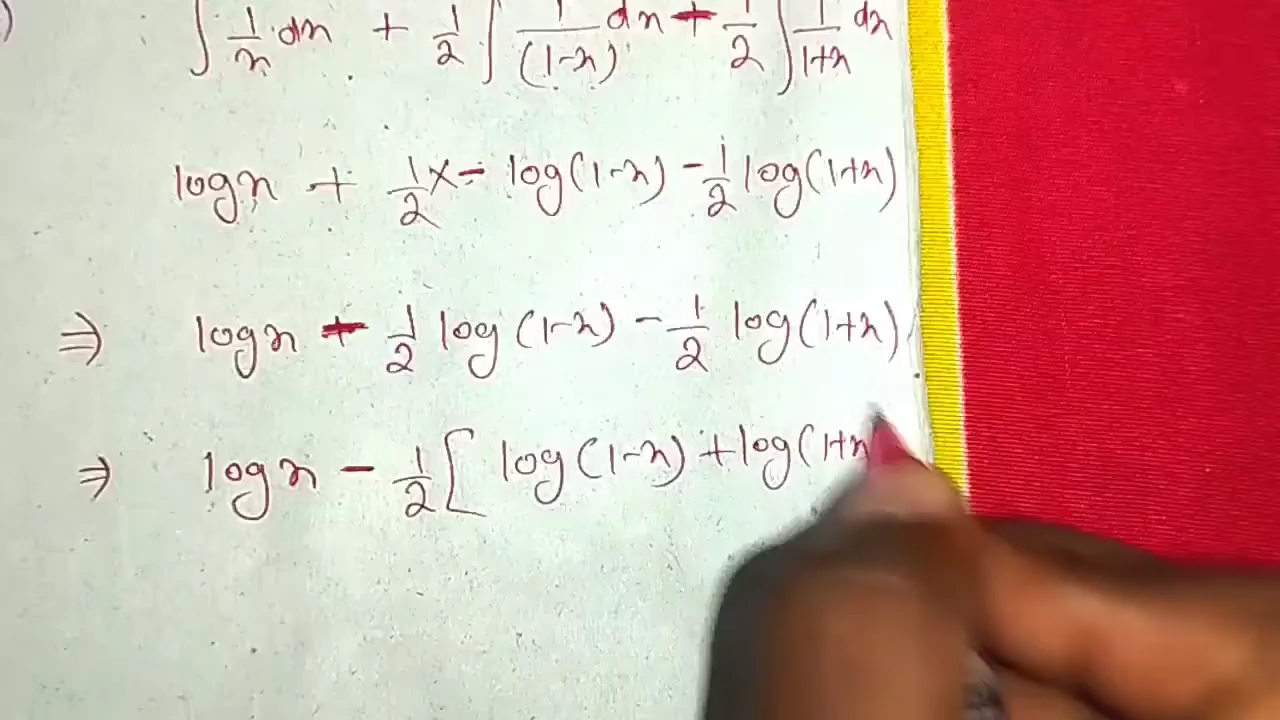 ) ∫ 1/x dx + 1/2 ∫ 1/(1-x) dx - 1/2 ∫ 1/1+x dx
log x + 1/2 x - log(1-x) - 1/2 log(1+x)
⇒ log x - 1/2 log (1-x) - 1/2 log (1+x)
⇒ log x - 1/2 [ log (1-x) + log (1+x